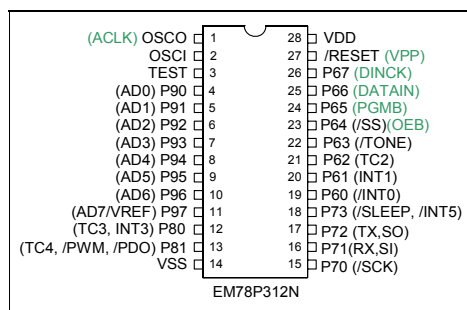 (ACLK) OSCO 1 28 VDD
OSCI 2 27 /RESET (VPP)
TEST 3 26 P67 (DINCK)
(AD0) P90 4 25 P66 (DATAIN)
(AD1) P91 5 24 P65 (PGMB)
(AD2) P92 6 23 P64 (/SS)(OEB)
(AD3) P93 7 22 P63 (/TONE)
(AD4) P94 8 21 P62 (TC2)
(AD5) P95 9 20 P61 (INT1)
(AD6) P96 10 19 P60 (/INT0)
(AD7/VREF) P97 11 18 P73 (/SLEEP, /INT5)
(TC3, INT3) P80 12 17 P72 (TX,SO)
(TC4, /PWM, /PDO) P81 13 16 P71(RX,SI)
VSS 14 15 P70 (/SCK)
EM78P312N